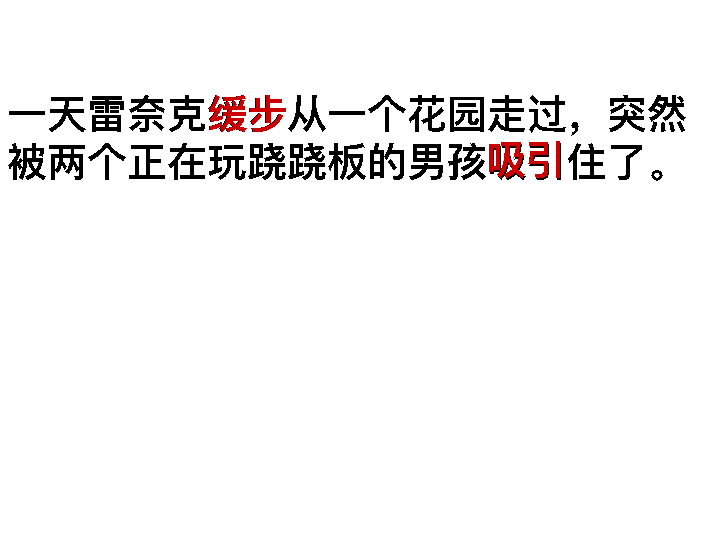 一天雷奈克缓步从一个花园走过，突然
被两个正在玩跷跷板的男孩吸引住了。